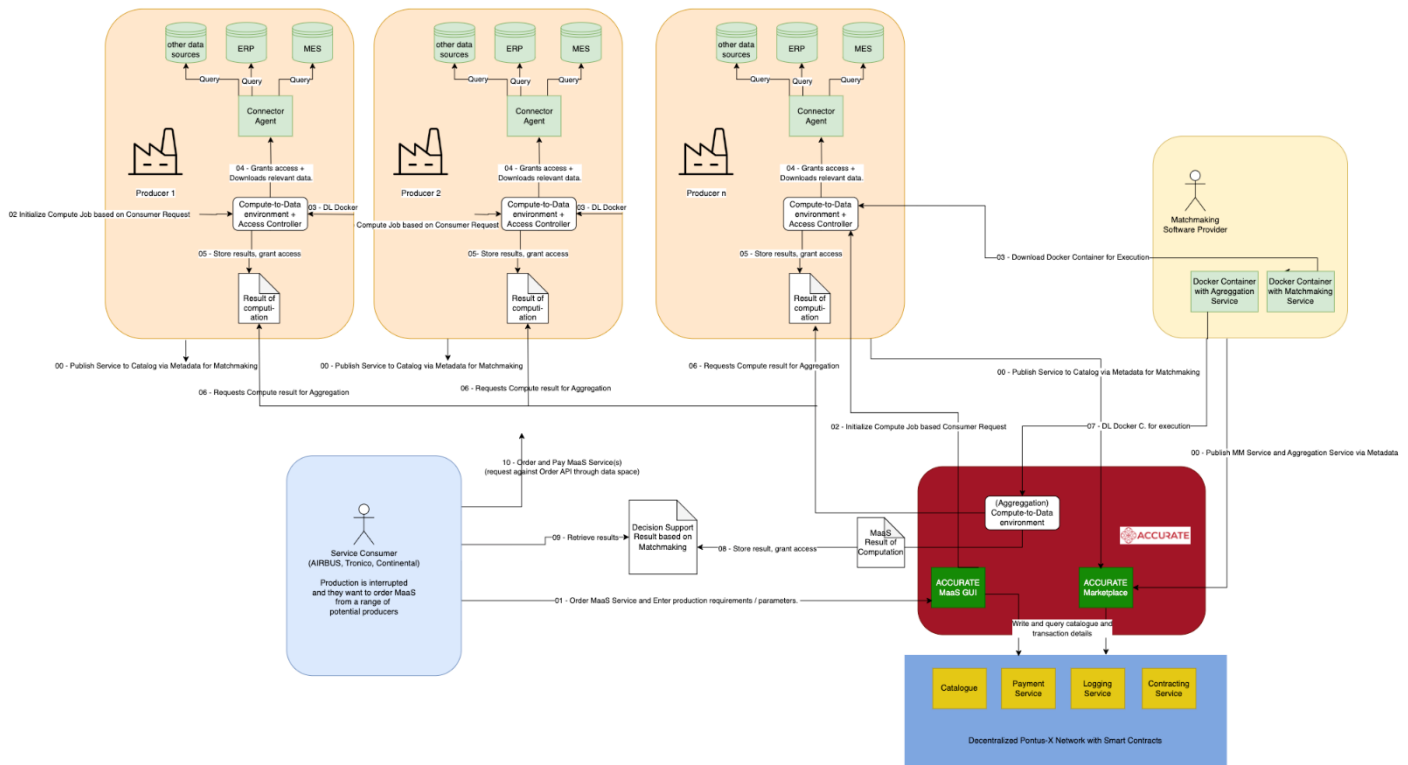 other data
sources
ERP
MES
Query
Query
Query
Connector
Agent
Producer 1
04 - Grants access +
Downloads relevant data.
02 Initialize Compute Job based on Consumer Request
Compute-to-Data
environment +
Access Controller
03 - DL Docker
05 - Store results, grant access
Result of
computi-
ation
other data
sources
ERP
MES
Query
Query
Query
Connector
Agent
Producer 2
04 - Grants access +
Downloads relevant data.
Compute Job based on Consumer Request
Compute-to-Data
environment +
Access Controller
03 - DL Docker
05- Store results, grant access
Result of
computi-
ation
other data
sources
ERP
MES
Query
Query
Query
Connector
Agent
Producer n
04 - Grants access +
Downloads relevant data.
Compute-to-Data
environment +
Access Controller
05 - Store results, grant access
Result of
computi-
ation
Matchmaking
Software Provider
03 - Download Docker Container for Execution
Docker Container
with Agreggation
Service
Docker Container
with Matchmaking
Service
00 - Publish Service to Catalog via Metadata for Matchmaking
00 - Publish Service to Catalog via Metadata for Matchmaking
06 - Requests Compute result for Aggregation
00 - Publish Service to Catalog via Metadata for Matchmaking
06 - Requests Compute result for Aggregation
06 - Requests Compute result for Aggregation
02 - Initialize Compute Job based Consumer Request
07 - DL Docker C. for execution
00 - Publish MM Service and Aggregation Service via Metadata
10 - Order and Pay MaaS Service(s)
(request against Order API through data space)
Service Consumer
(AIRBUS, Tronico, Continental)
Production is interrupted
and they want to order MaaS
from a range of
potential producers
09 - Retrieve results
Decision Support
Result based on
Matchmaking
08 - Store result, grant access
MaaS
Result of
Computation
(Aggreggation)
Compute-to-Data
environment
ACCURATE
01 - Order MaaS Service and Enter production requirements / parameters.
ACCURATE
MaaS GUI
ACCURATE
Marketplace
Write and query catalogue and
transaction details
Catalogue
Payment
Service
Logging
Service
Contracting
Service
Decentralized Pontus-X Network with Smart Contracts